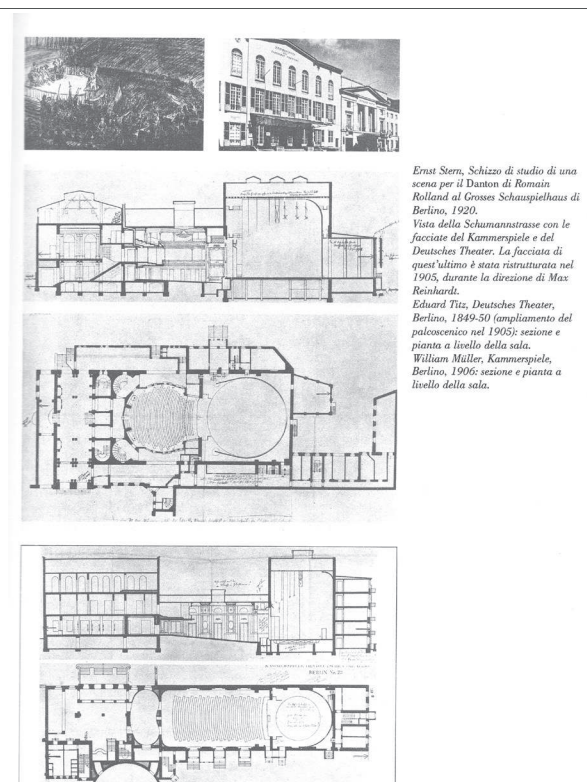 Ernst Stern, Schizzo di studio di una
scena per il Danton di Romain
Rolland al Grosses Schauspielhaus di
Berlino, 1920.
Vista della Schumannstrasse con le
facciate del Kammerspiele e del
Deutsches Theater. La facciata di
quest'ultimo è stata ristrutturata nel
1905, durante la direzione di Max
Reinhardt.
Eduard Titz, Deutsches Theater,
Berlino, 1849-50 (ampliamento del
palcoscenico nel 1905): sezione e
pianta a livello della sala.
William Müller, Kammerspiele,
Berlino, 1906: sezione e pianta a
livello della sala.